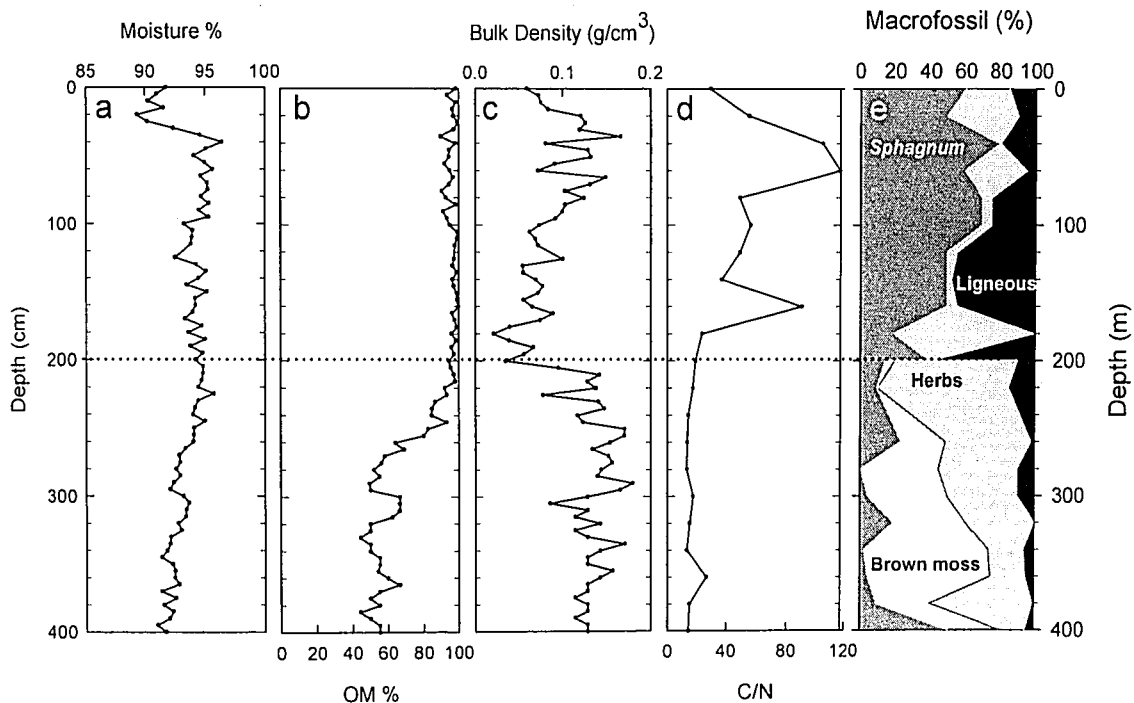 Moisture %
Bulk Density (g/cm³)
Macrofossil (%)
85 90 95 100
0.0 0.1 0.2
0 20 40 60 80 100
a b c d e
0 100 200 300 400
Depth (cm)
Sphagnum
Ligneous
Herbs
Brown moss
0 100 200 300 400
Depth (m)
0 20 40 60 80 100
0 40 80 120
OM %
C/N